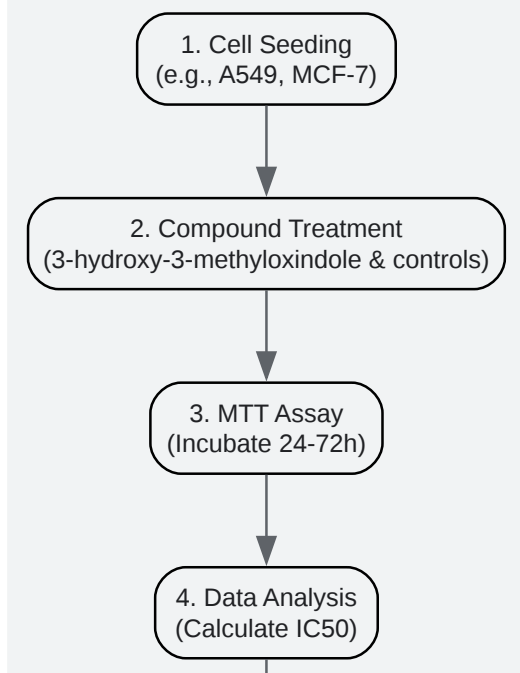 1. Cell Seeding
(e.g., A549, MCF-7)
2. Compound Treatment
(3-hydroxy-3-methyloxindole & controls)
3. MTT Assay
(Incubate 24-72h)
4. Data Analysis
(Calculate IC50)